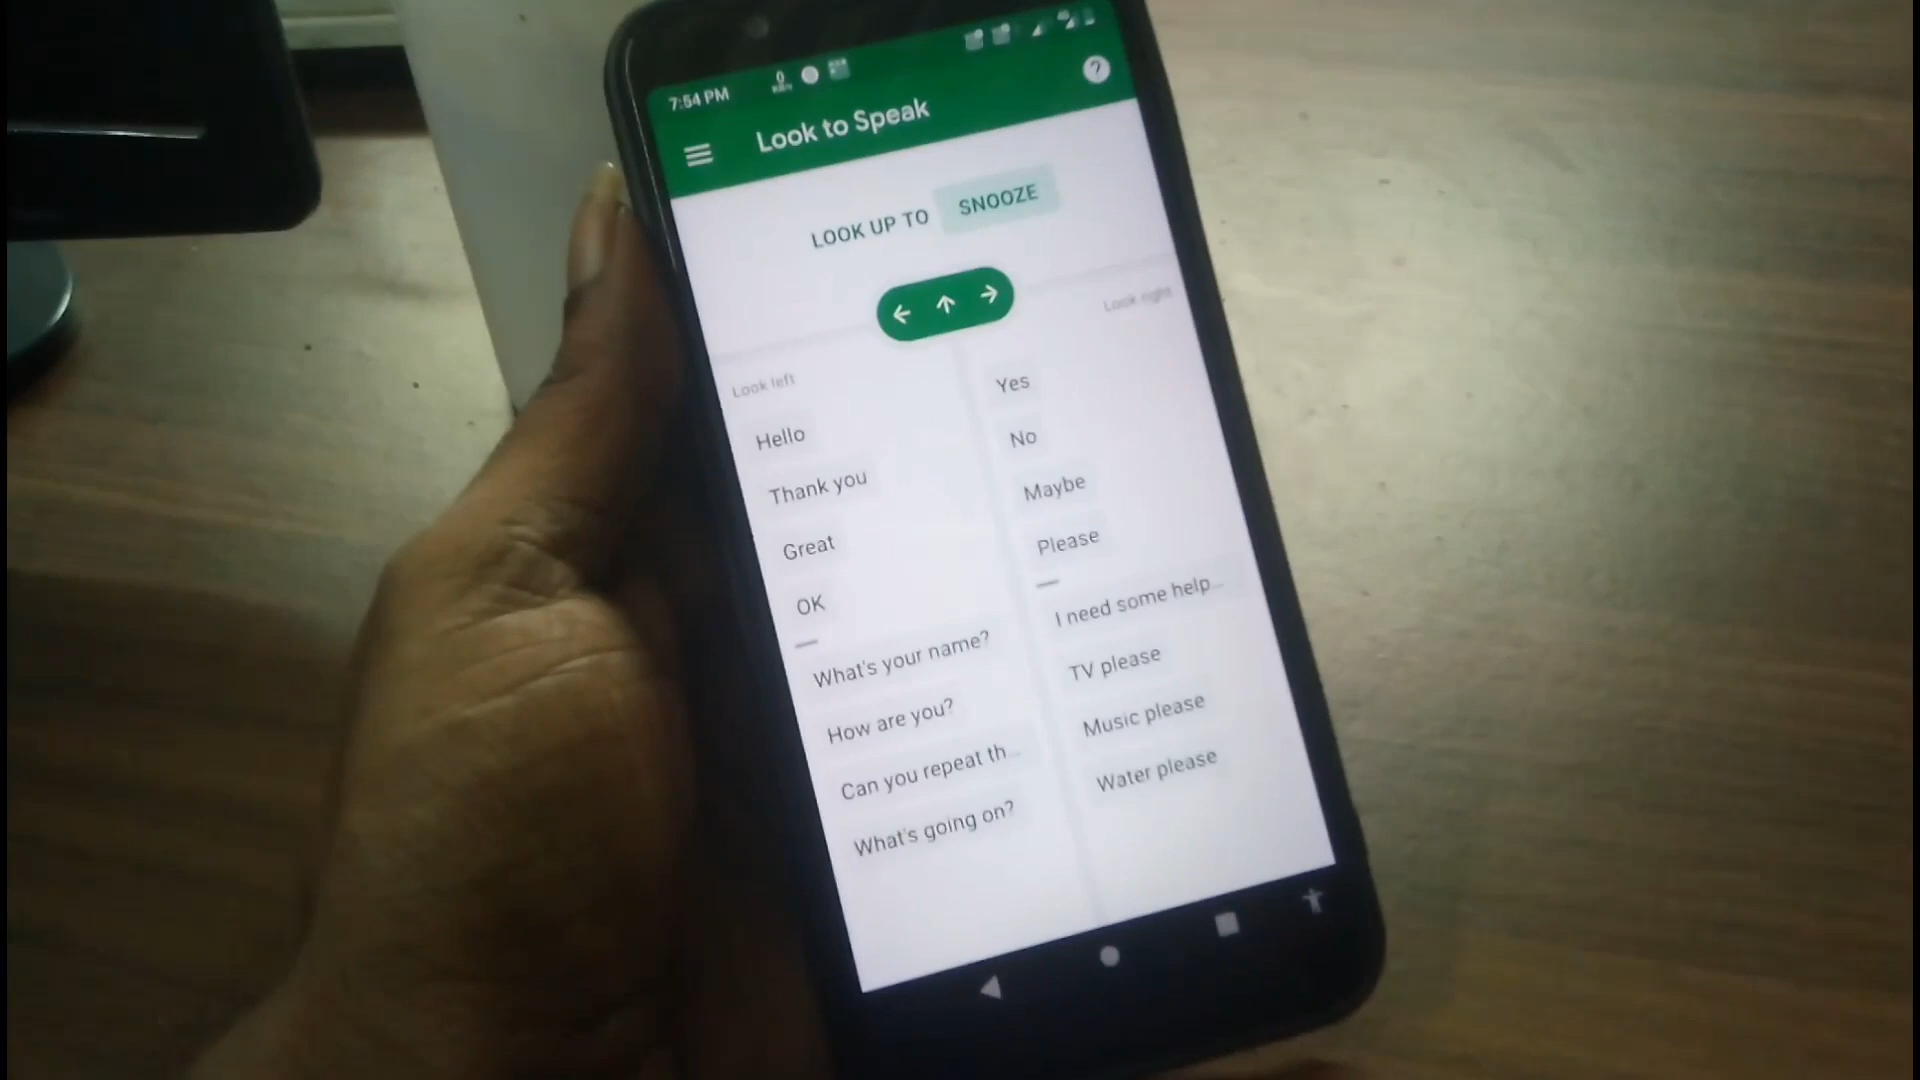 7:54 PM
0
KB/s
Look to Speak
?
LOOK UP TO SNOOZE
Look left
Hello
Thank you
Great
OK
What's your name?
How are you?
Can you repeat th...
What's going on?
Look right
Yes
No
Maybe
Please
I need some help...
TV please
Music please
Water please